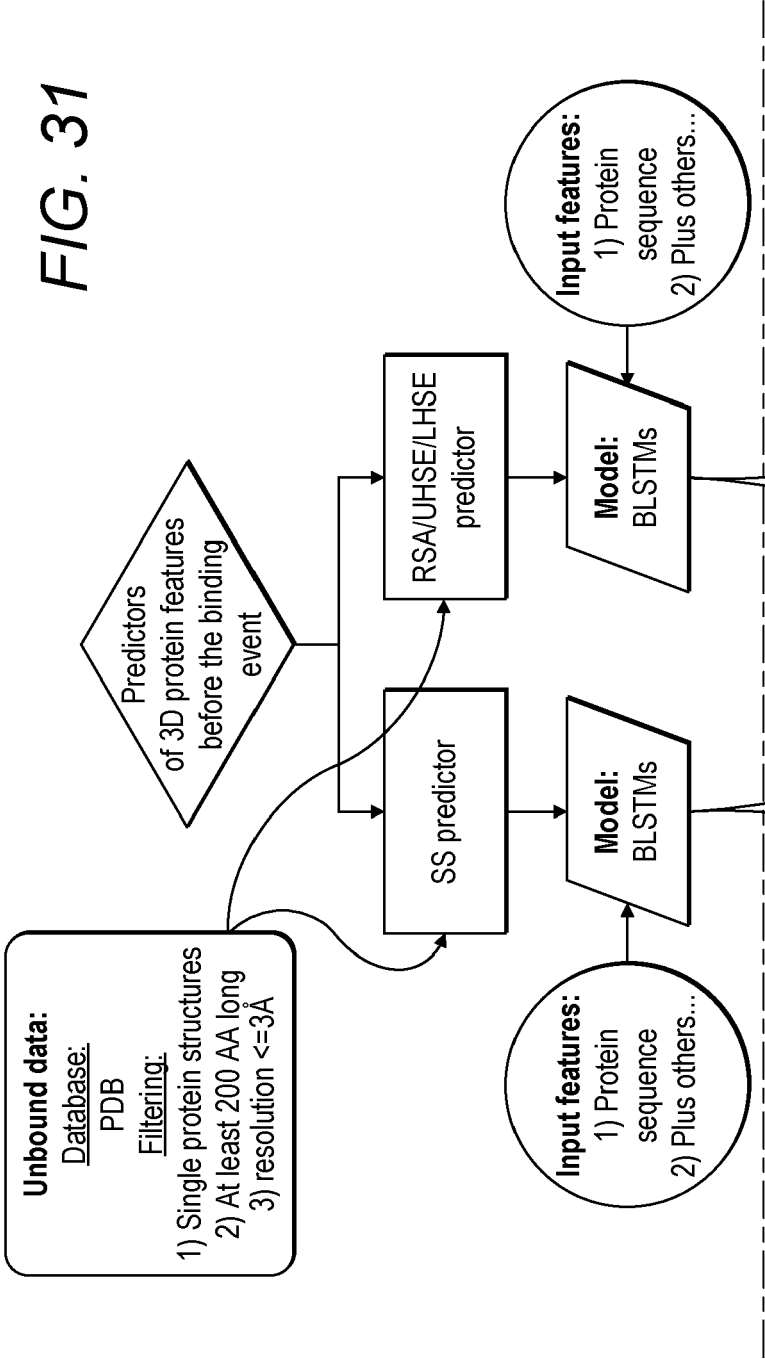 FIG. 31
Unbound data:
Database:
PDB
Filtering:
1) Single protein structures
2) At least 200 AA long
3) resolution <=3Å
Predictors
of 3D protein features
before the binding
event
SS predictor
RSA/UHSE/LHSE
predictor
Input features:
1) Protein
sequence
2) Plus others...
Model:
BLSTMs
Model:
BLSTMs
Input features:
1) Protein
sequence
2) Plus others...